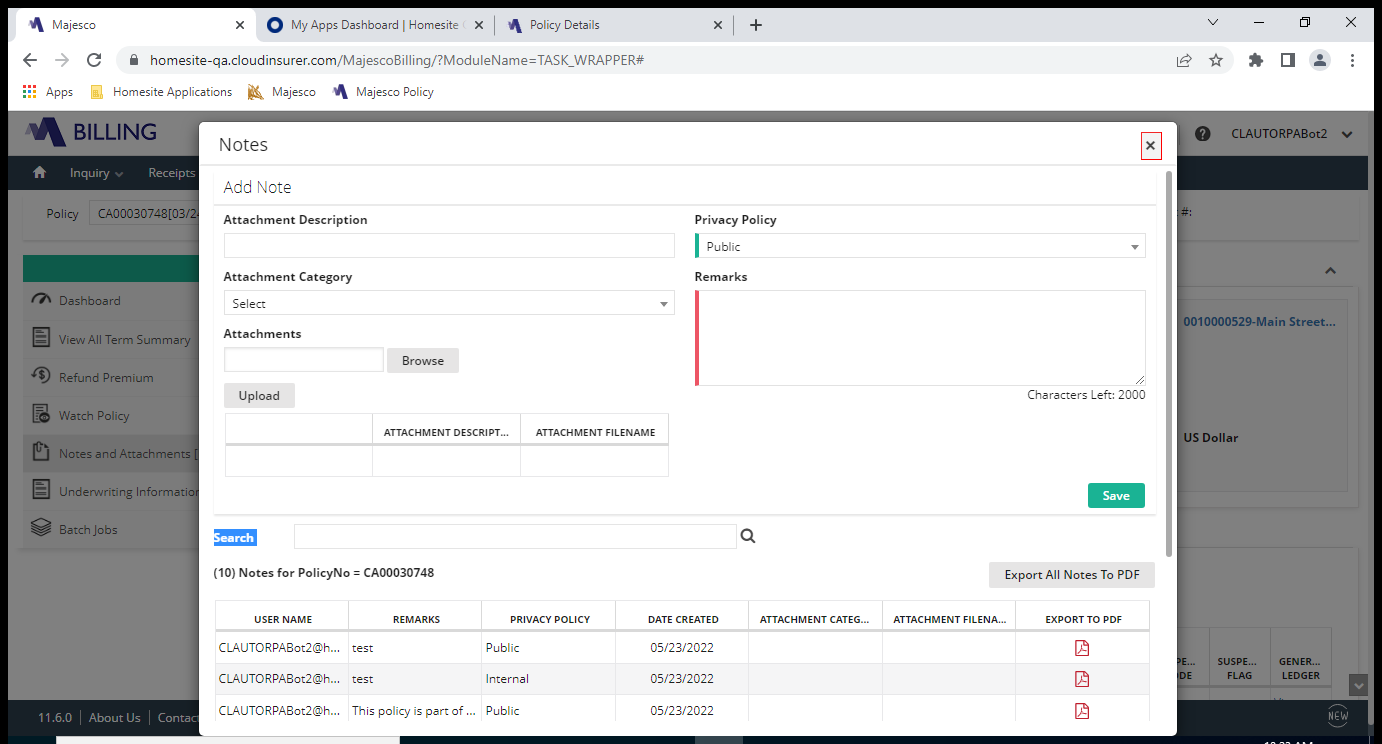 Majesco
My Apps Dashboard | Homesite
Policy Details
homesite-qa.cloudinsurer.com/MajescoBilling/?ModuleName=TASK_WRAPPER#
Apps
Homesite Applications
Majesco
Majesco Policy
BILLING
CLAUTORPABot2
Inquiry
Receipts
Policy
CA00030748[03/24
#:
Dashboard
View All Term Summary
Refund Premium
Watch Policy
Notes and Attachments [
Underwriting Information
Batch Jobs
0010000529-Main Street...
US Dollar
Notes
Add Note
Attachment Description
Privacy Policy
Public
Attachment Category
Remarks
Select
Attachments
Browse
Upload
Characters Left: 2000
ATTACHMENT DESCRIPT... ATTACHMENT FILENAME
Save
Search
(10) Notes for PolicyNo = CA00030748
Export All Notes To PDF
USER NAME REMARKS PRIVACY POLICY DATE CREATED ATTACHMENT CATEG... ATTACHMENT FILENA... EXPORT TO PDF
CLAUTORPABot2@h... test Public 05/23/2022
CLAUTORPABot2@h... test Internal 05/23/2022
CLAUTORPABot2@h... This policy is part of ... Public 05/23/2022
SUSPE...
FLAG
GENER...
LEDGER
11.6.0 | About Us | Contact
NEW